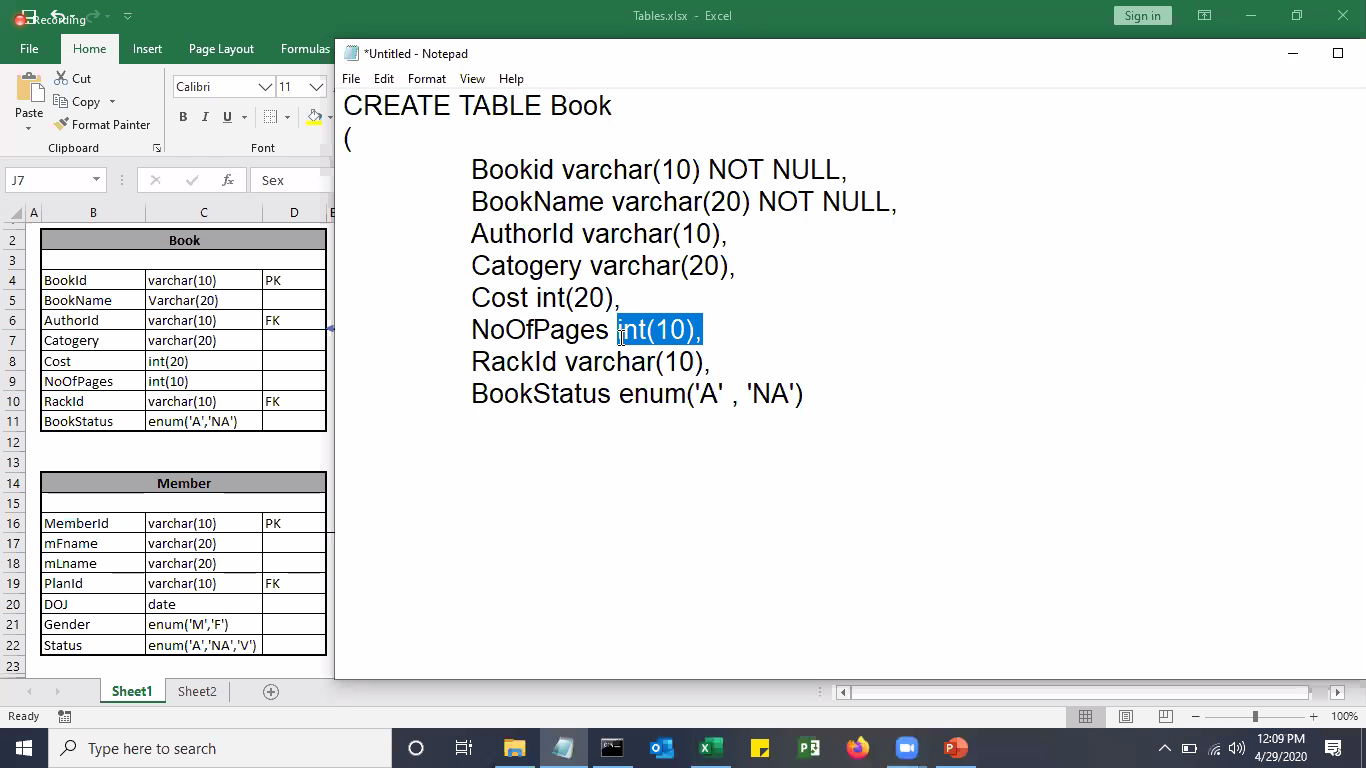 Recording
Tables.xlsx - Excel
Sign in
File Home Insert Page Layout Formulas
*Untitled - Notepad
File Edit Format View Help
Paste
Cut
Copy
Format Painter
Clipboard
Calibri 11
B I U
Font
J7 fx Sex
A B C D
2 Book
3
4 BookId varchar(10) PK
5 BookName Varchar(20)
6 AuthorId varchar(10) FK
7 Catogery varchar(20)
8 Cost int(20)
9 NoOfPages int(10)
10 RackId varchar(10) FK
11 BookStatus enum('A','NA')
12
13
14 Member
15
16 MemberId varchar(10) PK
17 mFname varchar(20)
18 mLname varchar(20)
19 PlanId varchar(10) FK
20 DOJ date
21 Gender enum('M','F')
22 Status enum('A','NA','V')
23
CREATE TABLE Book
(
Bookid varchar(10) NOT NULL,
BookName varchar(20) NOT NULL,
AuthorId varchar(10),
Catogery varchar(20),
Cost int(20),
NoOfPages int(10),
RackId varchar(10),
BookStatus enum('A' , 'NA')
Sheet1 Sheet2
Ready
100%
Type here to search
12:09 PM
4/29/2020